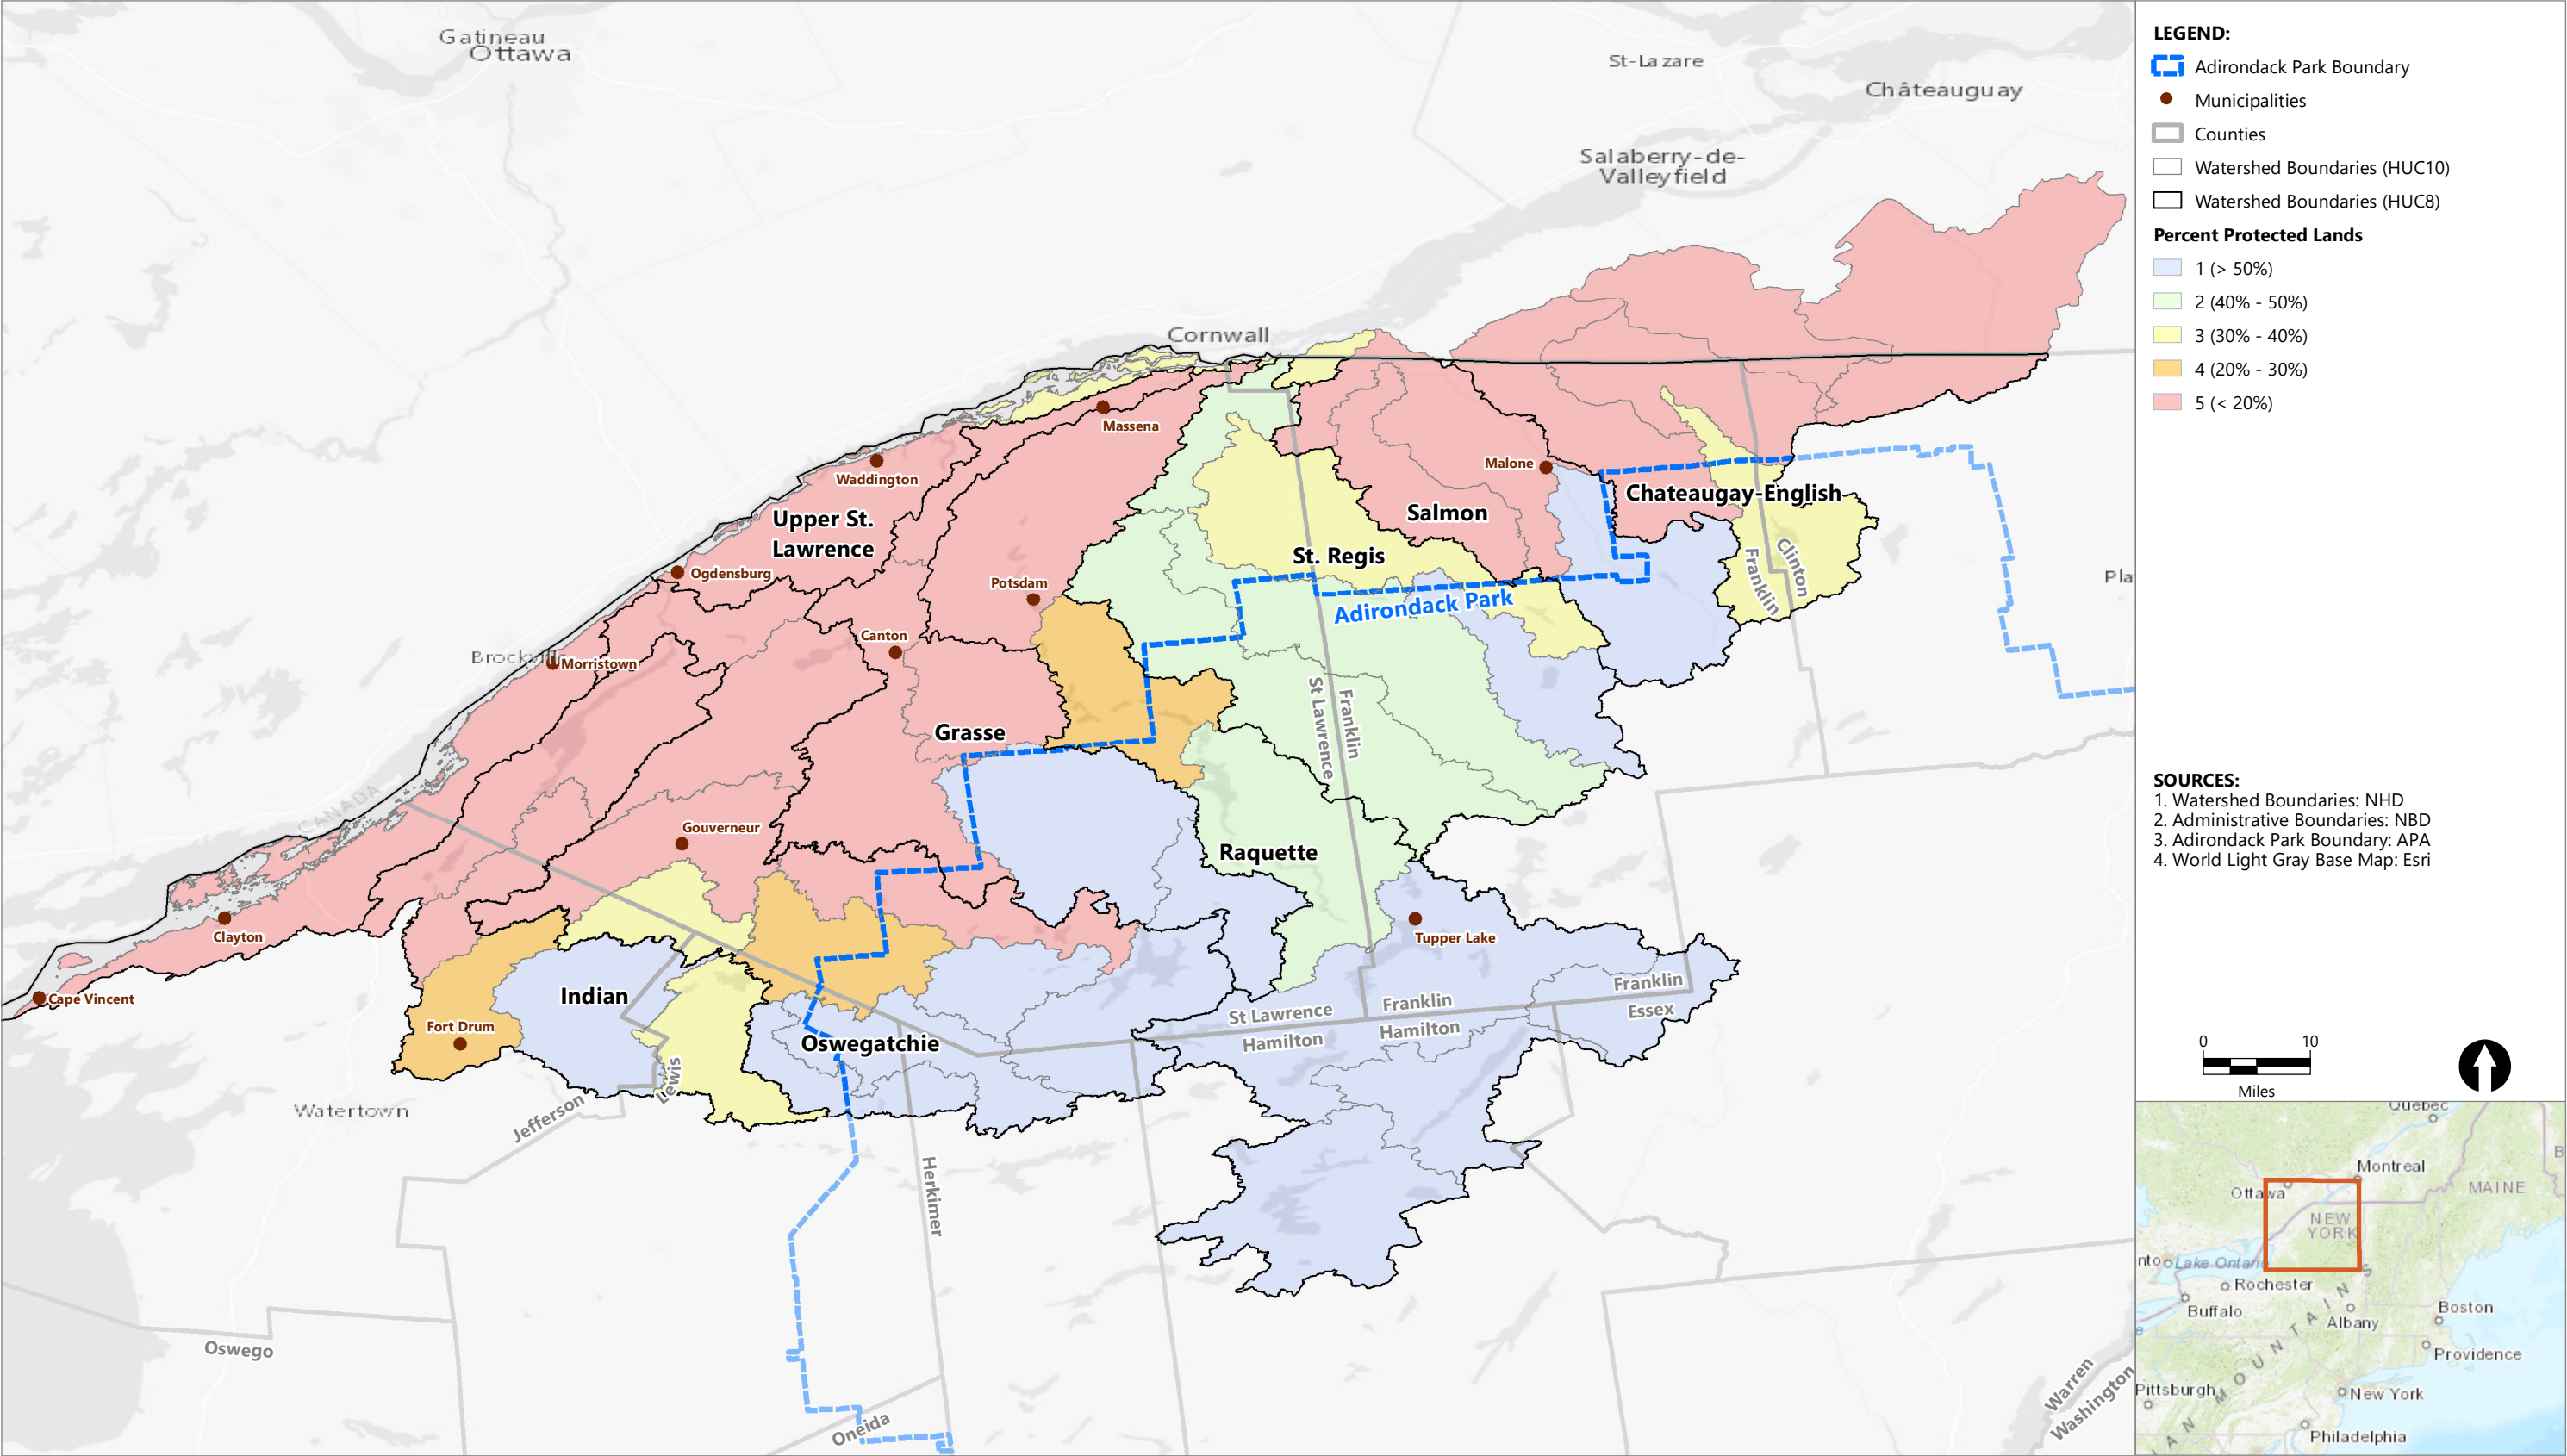 Gatineau
Ottawa
St-Lazare
Châteauguay
Salaberry-de-
Valleyfield
Cornwall
Massena
Waddington
Malone
Upper St.
Lawrence
Chateaugay-English
Salmon
St. Regis
Ogdensburg
Potsdam
Adirondack Park
Franklin
Clinton
Canton
Morristown
St Lawrence
Franklin
Grasse
CANADA
Gouverneur
Raquette
Clayton
Tupper Lake
Cape Vincent
Indian
Fort Drum
Oswegatchie
St Lawrence
Hamilton
Franklin
Hamilton
Franklin
Essex
Lewis
Jefferson
Watertown
Herkimer
Oswego
Oneida
Warren
Washington
Pla
LEGEND:
Adirondack Park Boundary
Municipalities
Counties
Watershed Boundaries (HUC10)
Watershed Boundaries (HUC8)
Percent Protected Lands
1 (> 50%)
2 (40% - 50%)
3 (30% - 40%)
4 (20% - 30%)
5 (< 20%)
SOURCES:
1. Watershed Boundaries: NHD
2. Administrative Boundaries: NBD
3. Adirondack Park Boundary: APA
4. World Light Gray Base Map: Esri
0 10
Miles
Quebec
Montreal
Ottawa
MAINE
NEW
YORK
nto
Lake Ontari
Rochester
Buffalo
Boston
Albany
Providence
Pittsburgh
New York
Philadelphia
AN MOUNTAINS